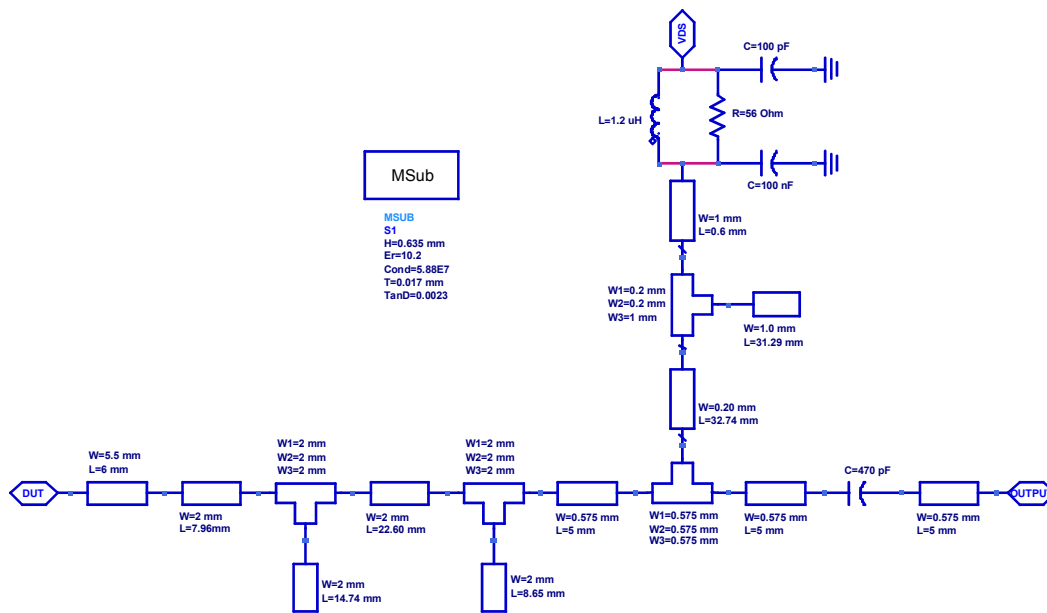 VDS
C=100 pF
L=1.2 uH
R=56 Ohm
C=100 nF
MSub
MSUB
S1
H=0.635 mm
Er=10.2
Cond=5.88E7
T=0.017 mm
TanD=0.0023
W=1 mm
L=0.6 mm
W1=0.2 mm
W2=0.2 mm
W3=1 mm
W=1.0 mm
L=31.29 mm
W=0.20 mm
L=32.74 mm
W=5.5 mm
L=6 mm
W1=2 mm
W2=2 mm
W3=2 mm
W1=2 mm
W2=2 mm
W3=2 mm
C=470 pF
DUT
OUTPUT
W=2 mm
L=7.96mm
W=2 mm
L=22.60 mm
W=0.575 mm
L=5 mm
W1=0.575 mm
W2=0.575 mm
W3=0.575 mm
W=0.575 mm
L=5 mm
W=0.575 mm
L=5 mm
W=2 mm
L=14.74 mm
W=2 mm
L=8.65 mm